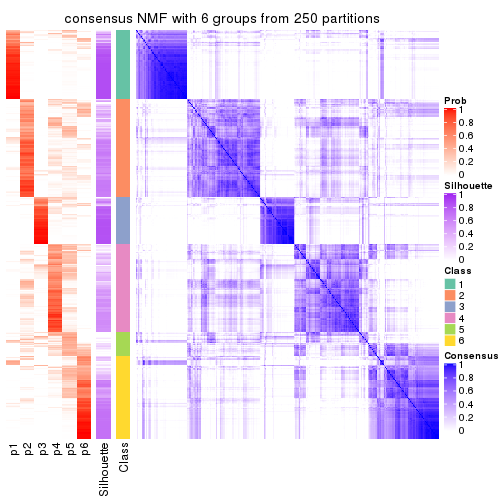 consensus NMF with 6 groups from 250 partitions
Prob
1
0.8
0.6
0.4
0.2
0
Silhouette
1
0.8
0.6
0.4
0.2
0
Class
1
2
3
4
5
6
Consensus
1
0.8
0.6
0.4
0.2
0
p1
p2
p3
p4
p5
p6
Silhouette
Class